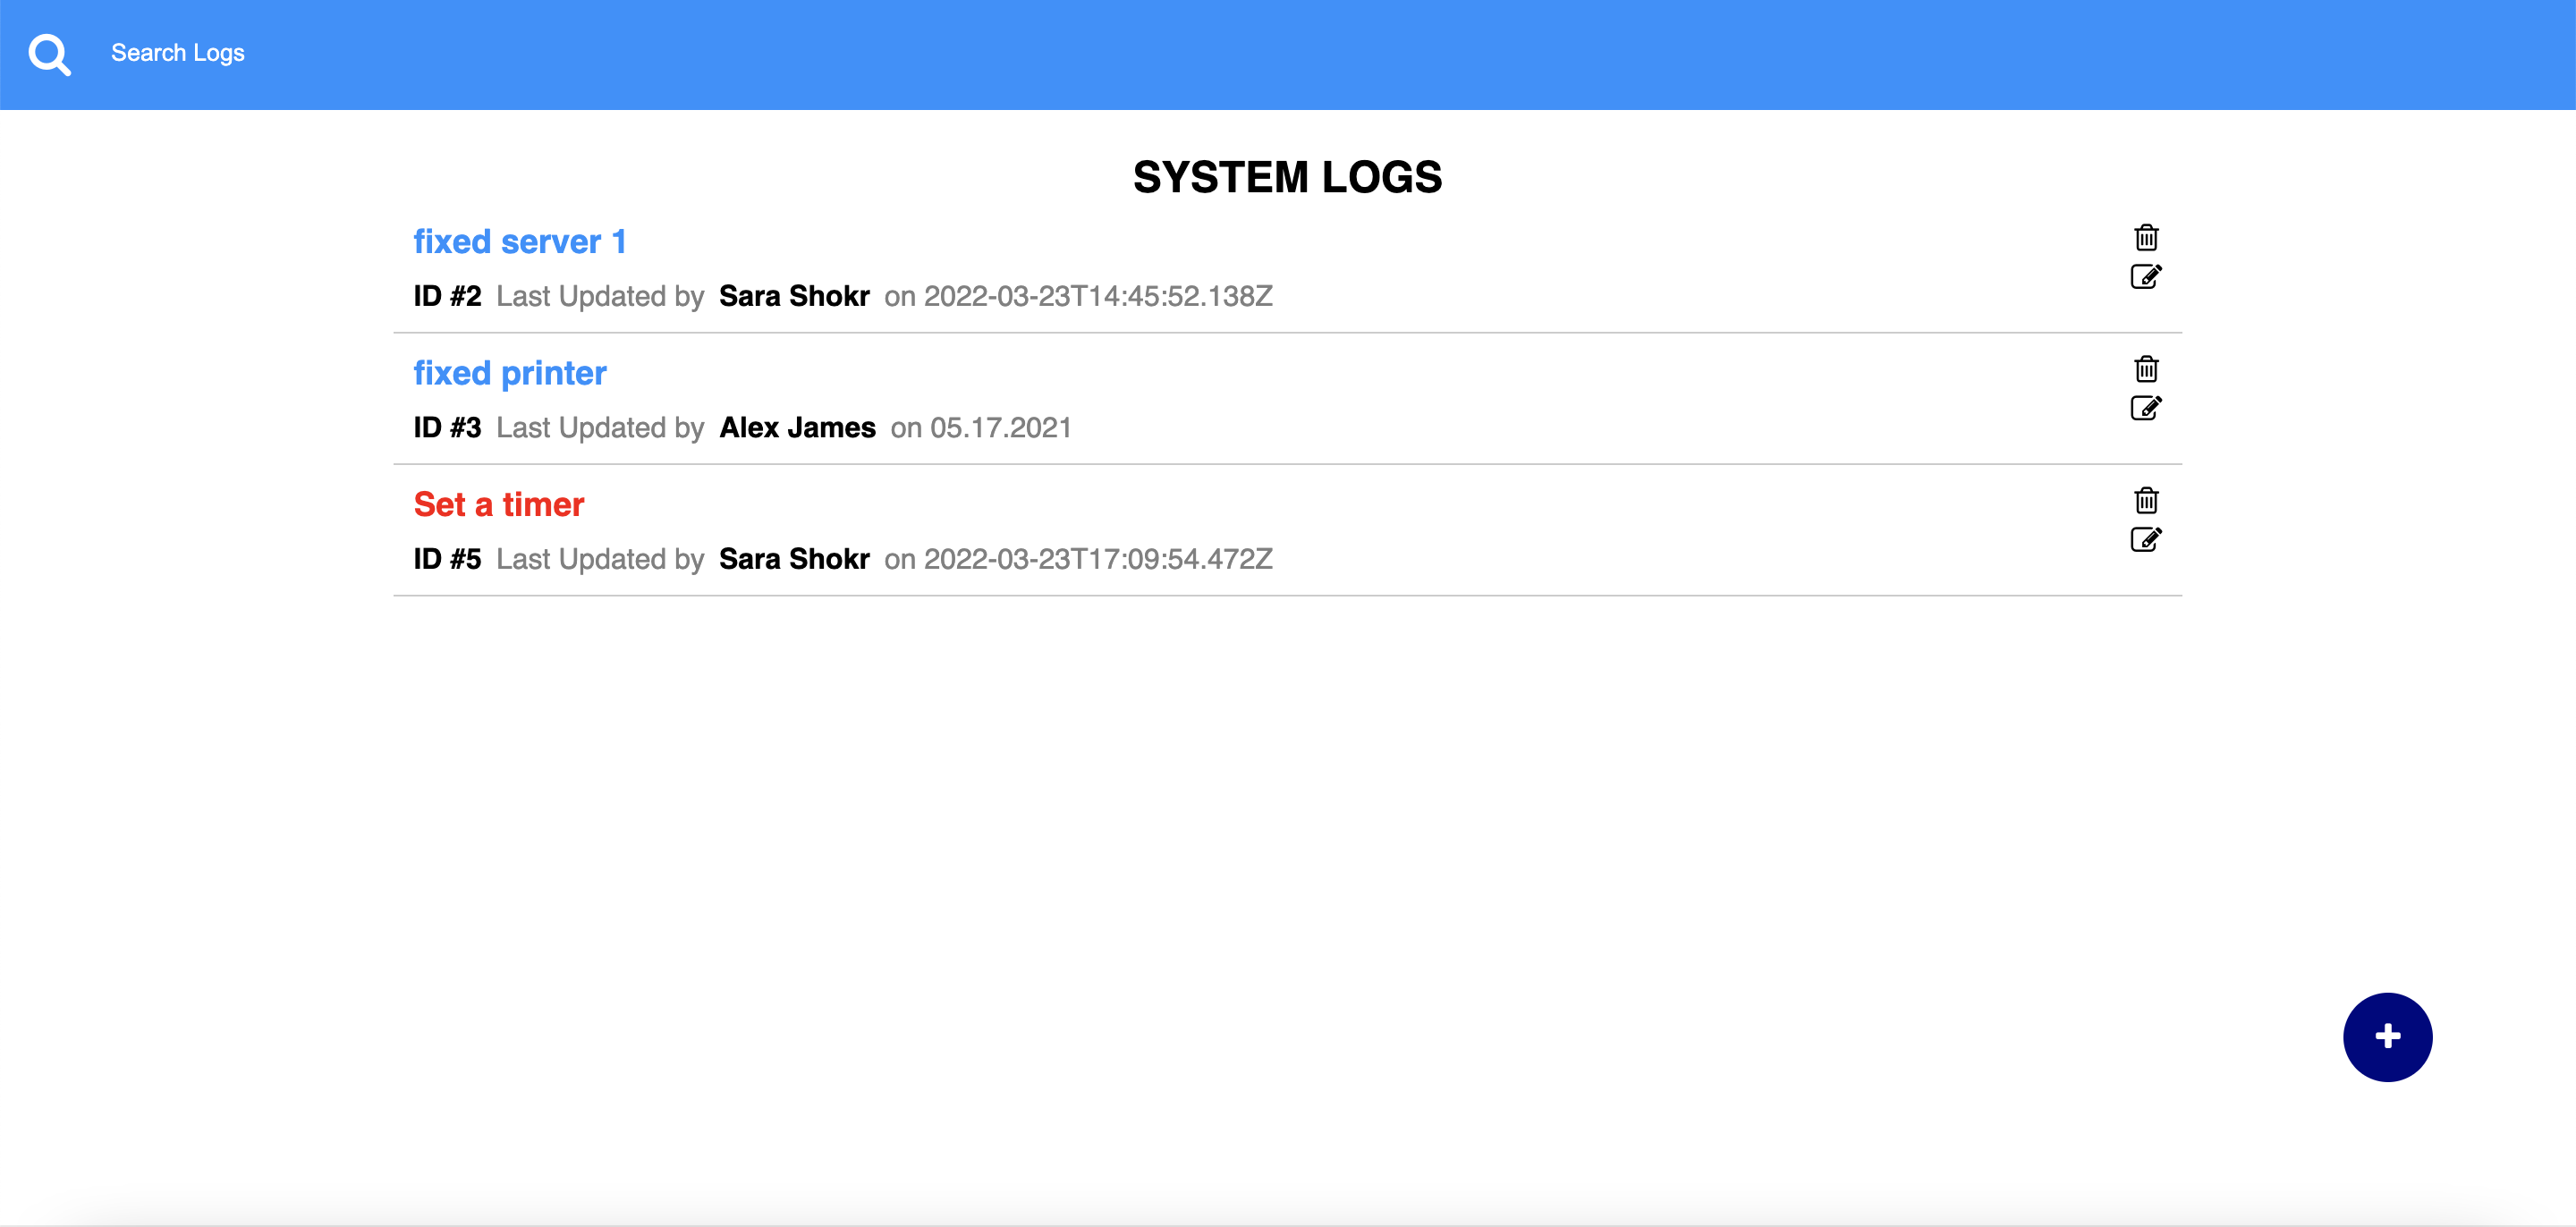 Search Logs
SYSTEM LOGS
fixed server 1
ID #2 Last Updated by Sara Shokr on 2022-03-23T14:45:52.138Z
fixed printer
ID #3 Last Updated by Alex James on 05.17.2021
Set a timer
ID #5 Last Updated by Sara Shokr on 2022-03-23T17:09:54.472Z